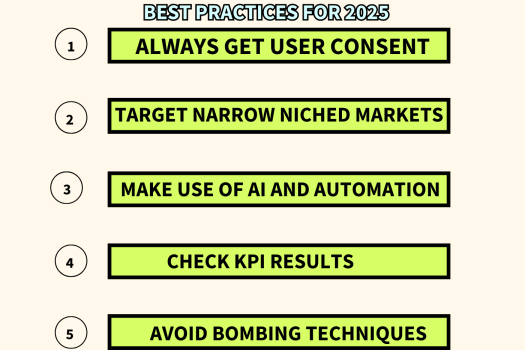 BEST PRACTICES FOR 2025
1 ALWAYS GET USER CONSENT
2 TARGET NARROW NICHED MARKETS
3 MAKE USE OF AI AND AUTOMATION
4 CHECK KPI RESULTS
5 AVOID BOMBING TECHNIQUES